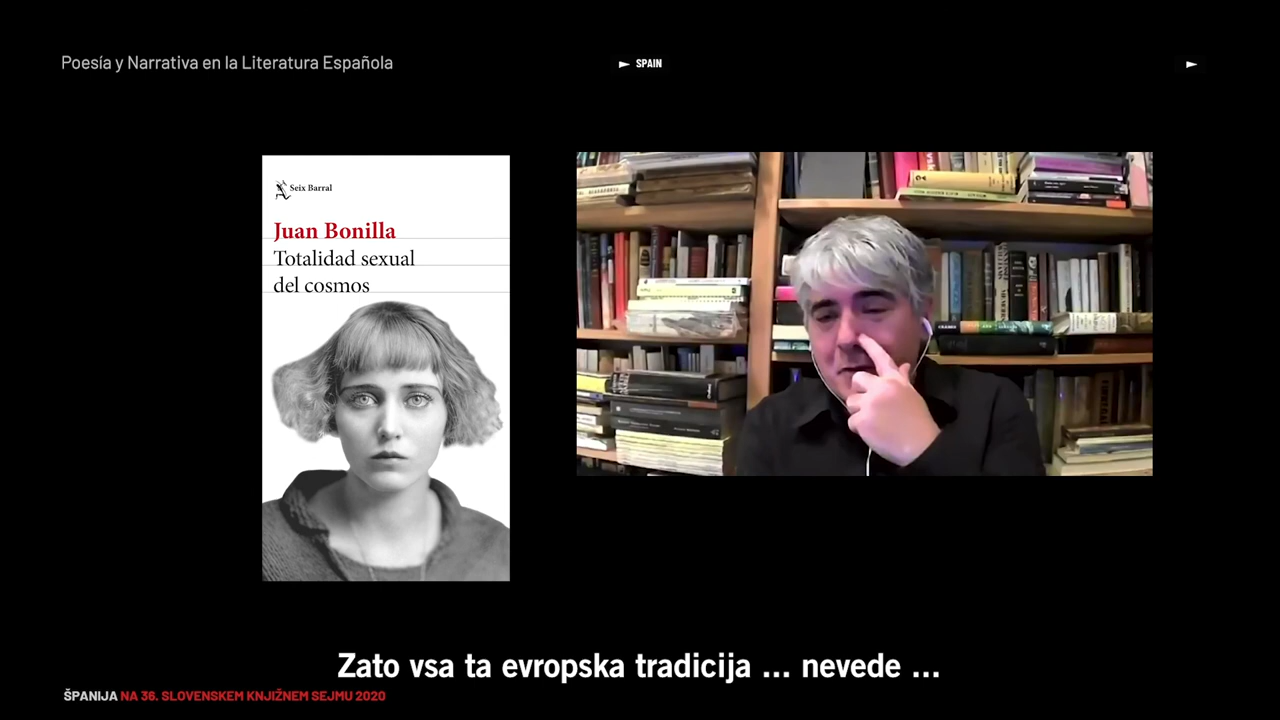 Poesía y Narrativa en la Literatura Española
SPAIN
Seix Barral
Juan Bonilla
Totalidad sexual
del cosmos
Zato vsa ta evropska tradicija ... nevede ...
ŠPANIJA NA 36. SLOVENSKEM KNJIŽNEM SEJMU 2020